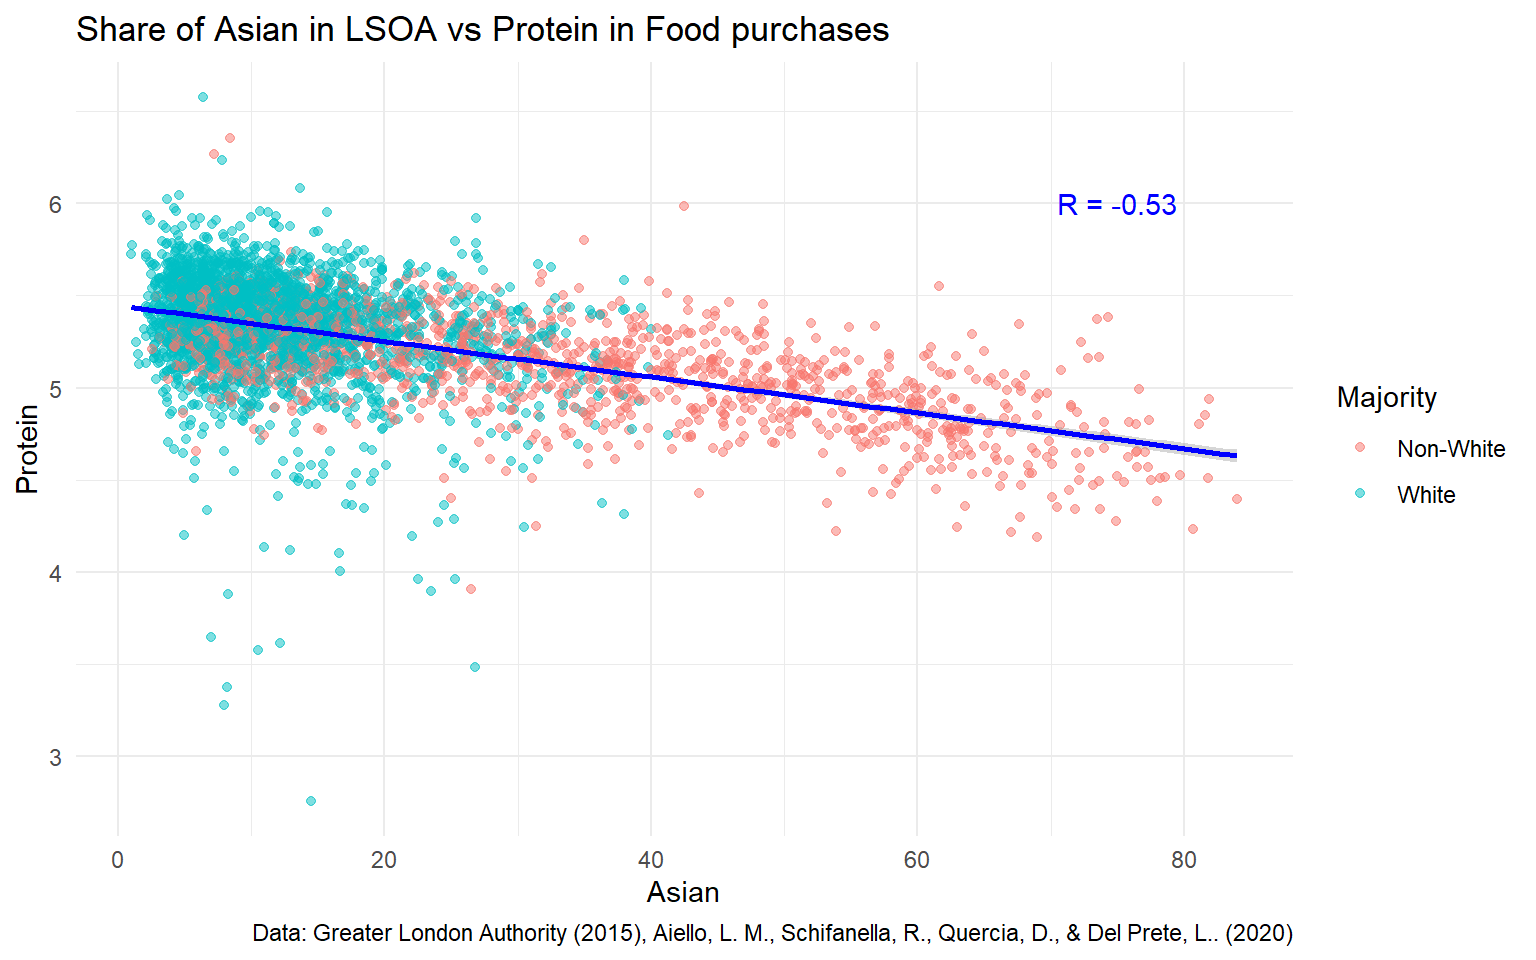 Share of Asian in LSOA vs Protein in Food purchases
R = -0.53
6
5
4
3
Protein
0 20 40 60 80
Asian
Majority
Non-White
White
Data: Greater London Authority (2015), Aiello, L. M., Schifanella, R., Quercia, D., & Del Prete, L.. (2020)